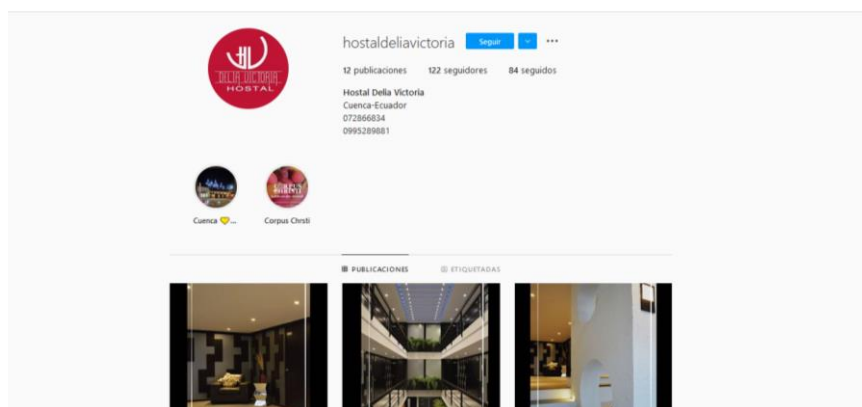 DELIA VICTORIA
HOSTAL
hostaldeliavictoria Seguir
12 publicaciones 122 seguidores 84 seguidos
Hostal Delia Victoria
Cuenca-Ecuador
072866834
0995289881
Cuenca 💛... Corpus Chrsti
PUBLICACIONES ETIQUETADAS